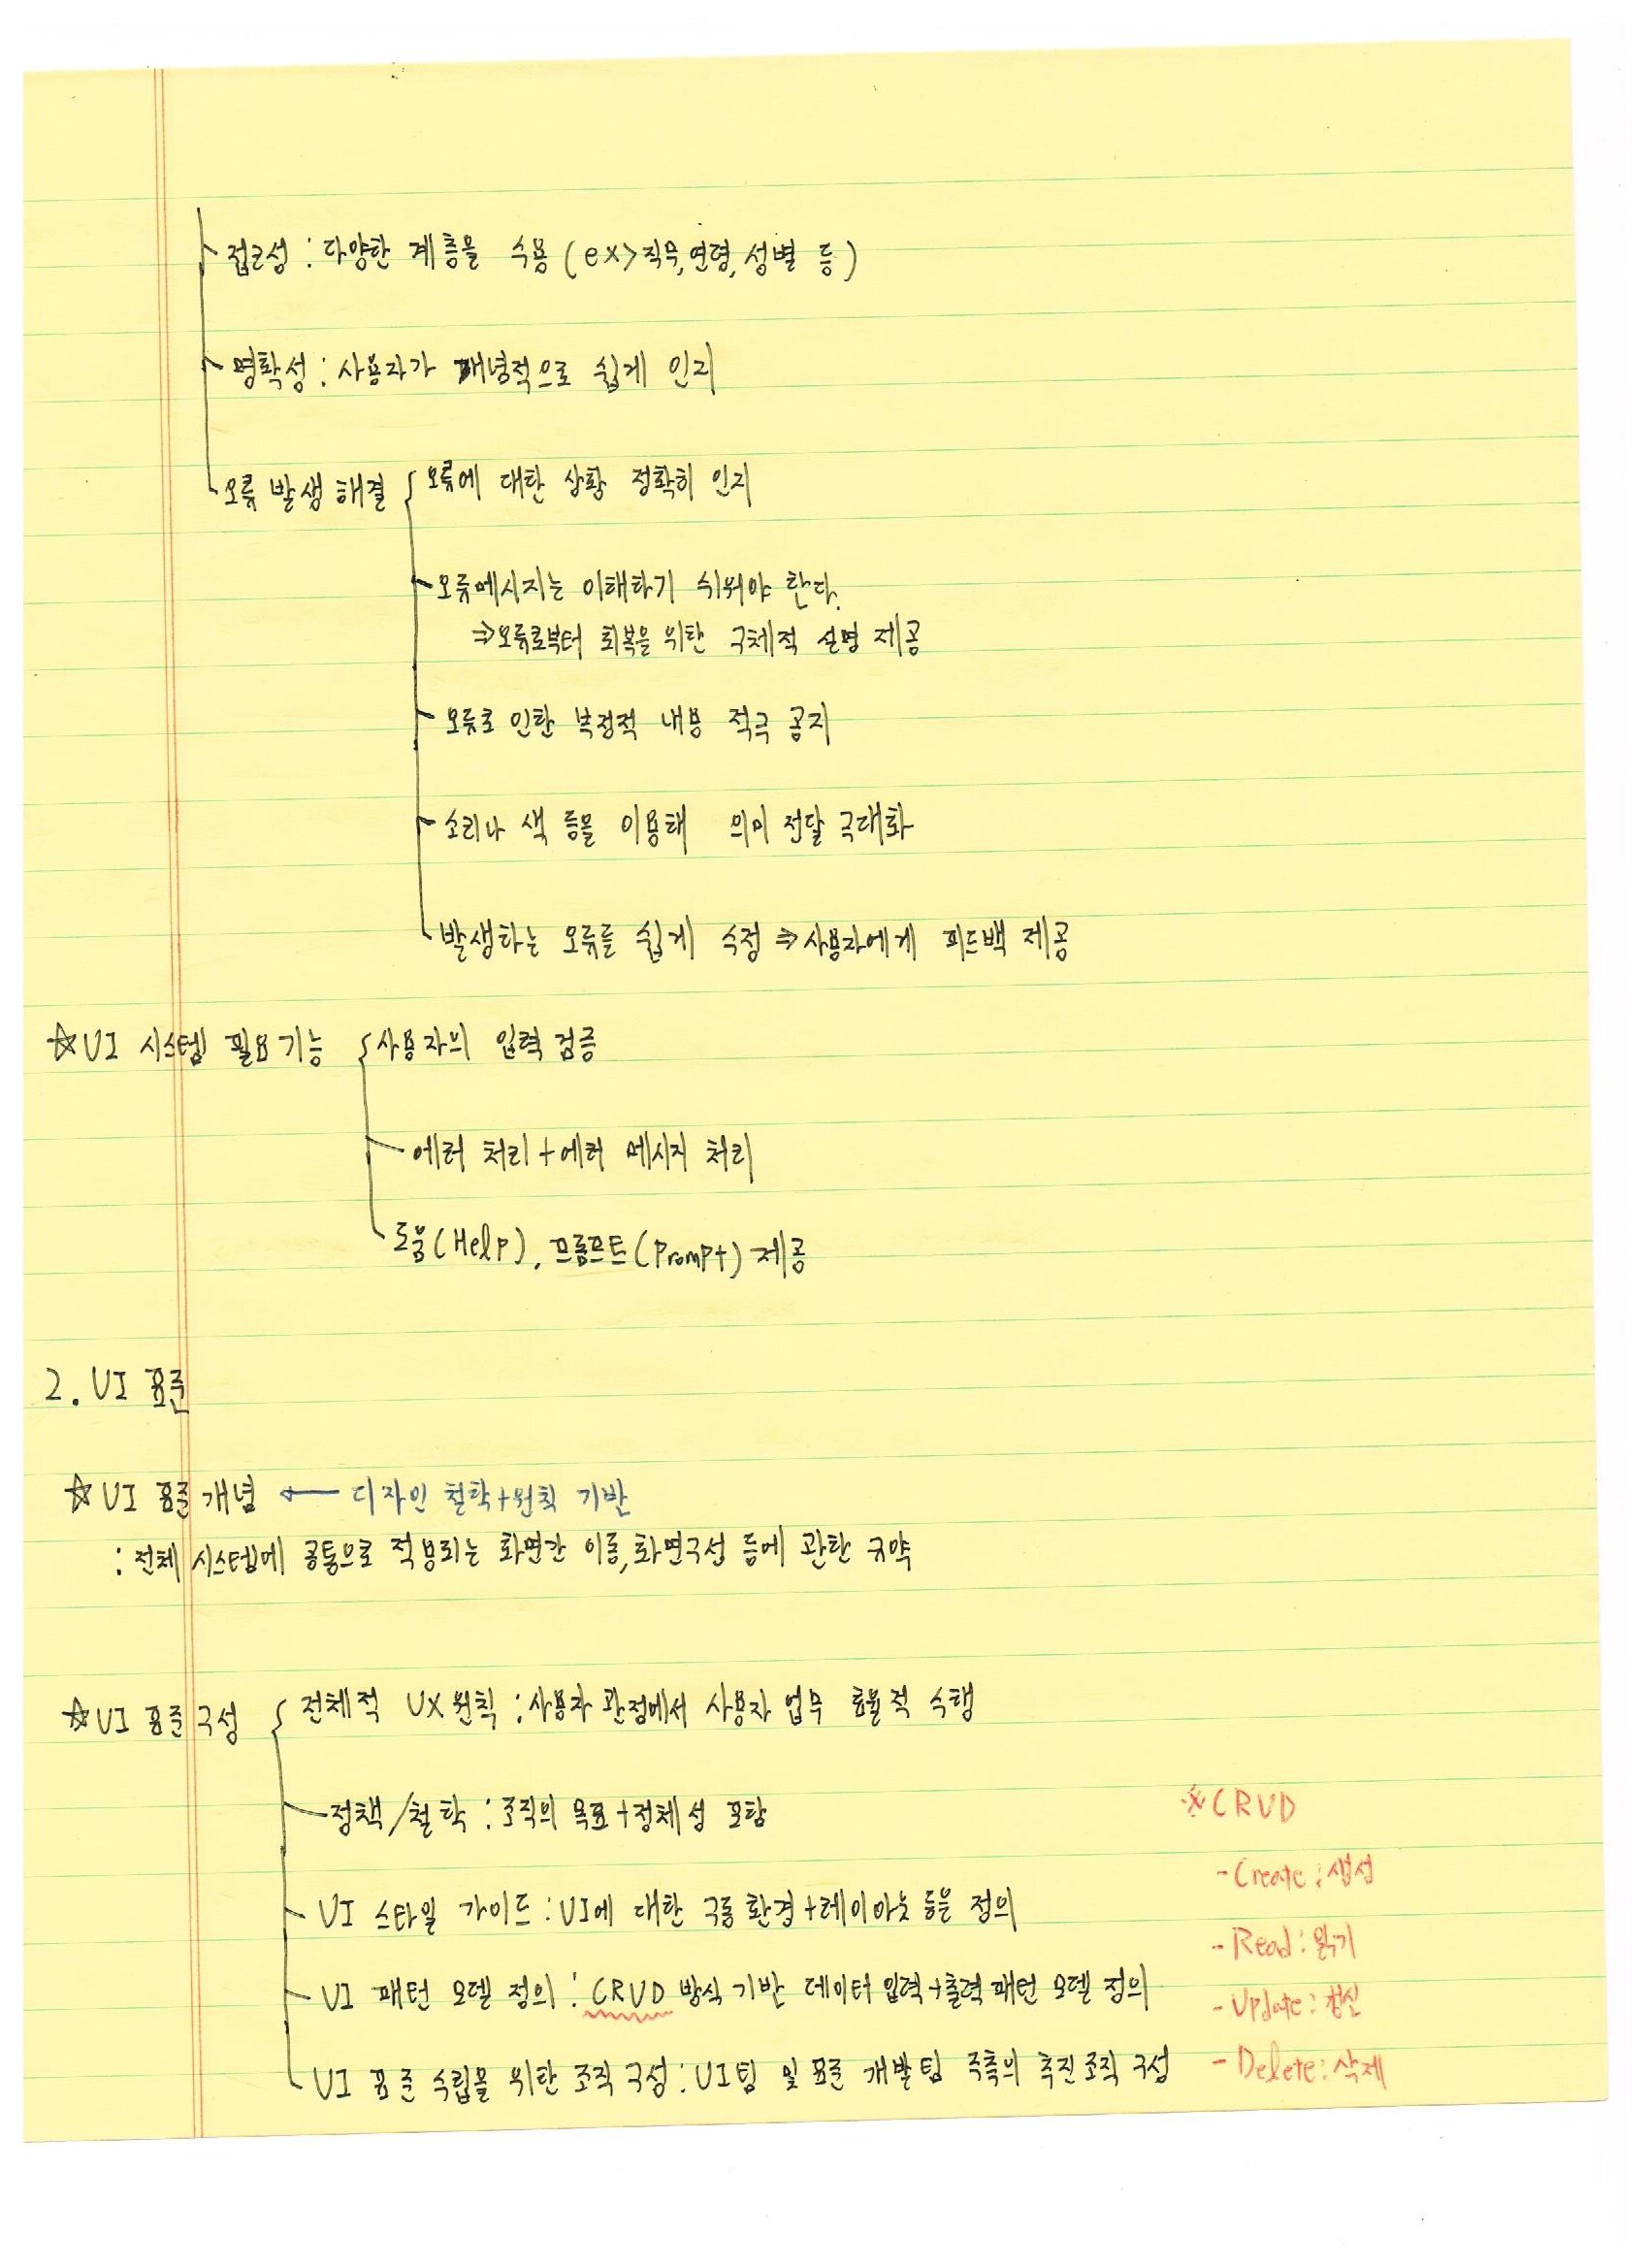 접근성 : 다양한 계층을 수용 (ex> 직무, 연령, 성별 등)
명확성 : 사용자가 개념적으로 쉽게 인지
오류 발생 해결 { 오류에 대한 상황 정확히 인지
오류메시지는 이해하기 쉬워야 한다.
⇒오류로부터 회복을 위한 구체적 설명 제공
오류로 인한 부정적 내용 적극 공지
소리나 색 등을 이용해 의미 전달 극대화
발생하는 오류를 쉽게 수정 ⇒ 사용자에게 피드백 제공
☆UI 시스템 필요기능 { 사용자의 입력 검증
에러 처리 + 에러 메시지 처리
도움(Help), 프롬프트(Prompt) 제공
2. UI 표준
☆UI 표준 개념 ← 디자인 철학+원칙 기반
: 전체 시스템에 공통으로 적용되는 화면간 이동, 화면구성 등에 관한 규약
☆UI 표준 구성 { 전체적 UX 원칙 : 사용자 관점에서 사용자 업무 효율적 수행
정책/철학 : 조직의 목표+정체성 포함
UI 스타일 가이드 : UI에 대한 구동 환경+레이아웃 등을 정의
UI 패턴 모델 정의 : CRUD 방식 기반 데이터 입력+출력 패턴 모델 정의
UI 표준 수립을 위한 조직 구성 : UI팀 및 표준 개발팀 주축의 추진 조직 구성
※CRUD
- Create : 생성
- Read : 읽기
- Update : 갱신
- Delete : 삭제